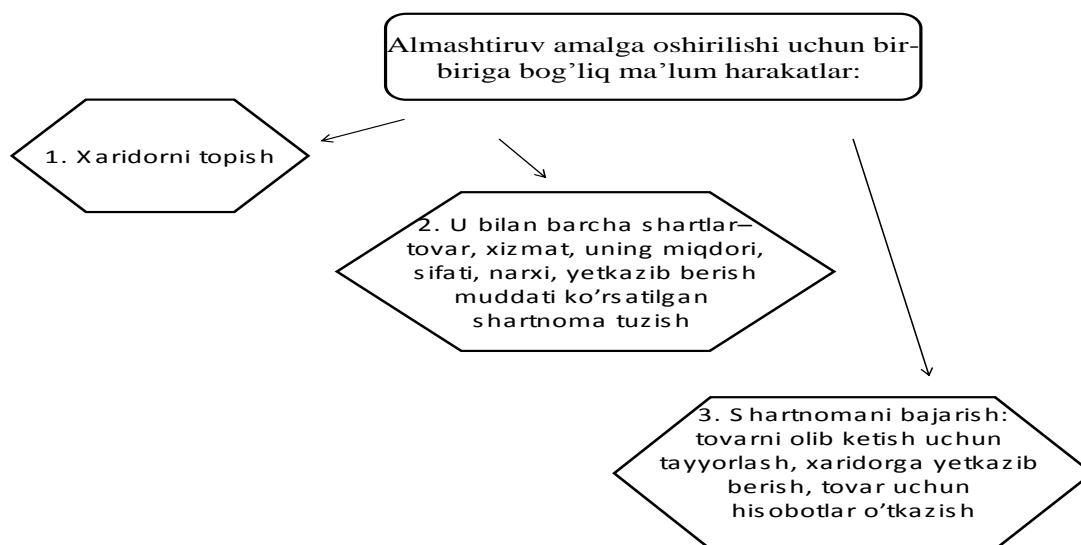 Almashtiruv amalga oshirilishi uchun bir-
biriga bog’liq ma’lum harakatlar:
1. Xaridorni topish
2. U bilan barcha shartlar–
tovar, xizmat, uning miqdori,
sifati, narxi, yetkazib berish
muddati ko’rsatilgan
shartnoma tuzish
3. Shartnomani bajarish:
tovarni olib ketish uchun
tayyorlash, xaridorga yetkazib
berish, tovar uchun
hisobotlar o’tkazish